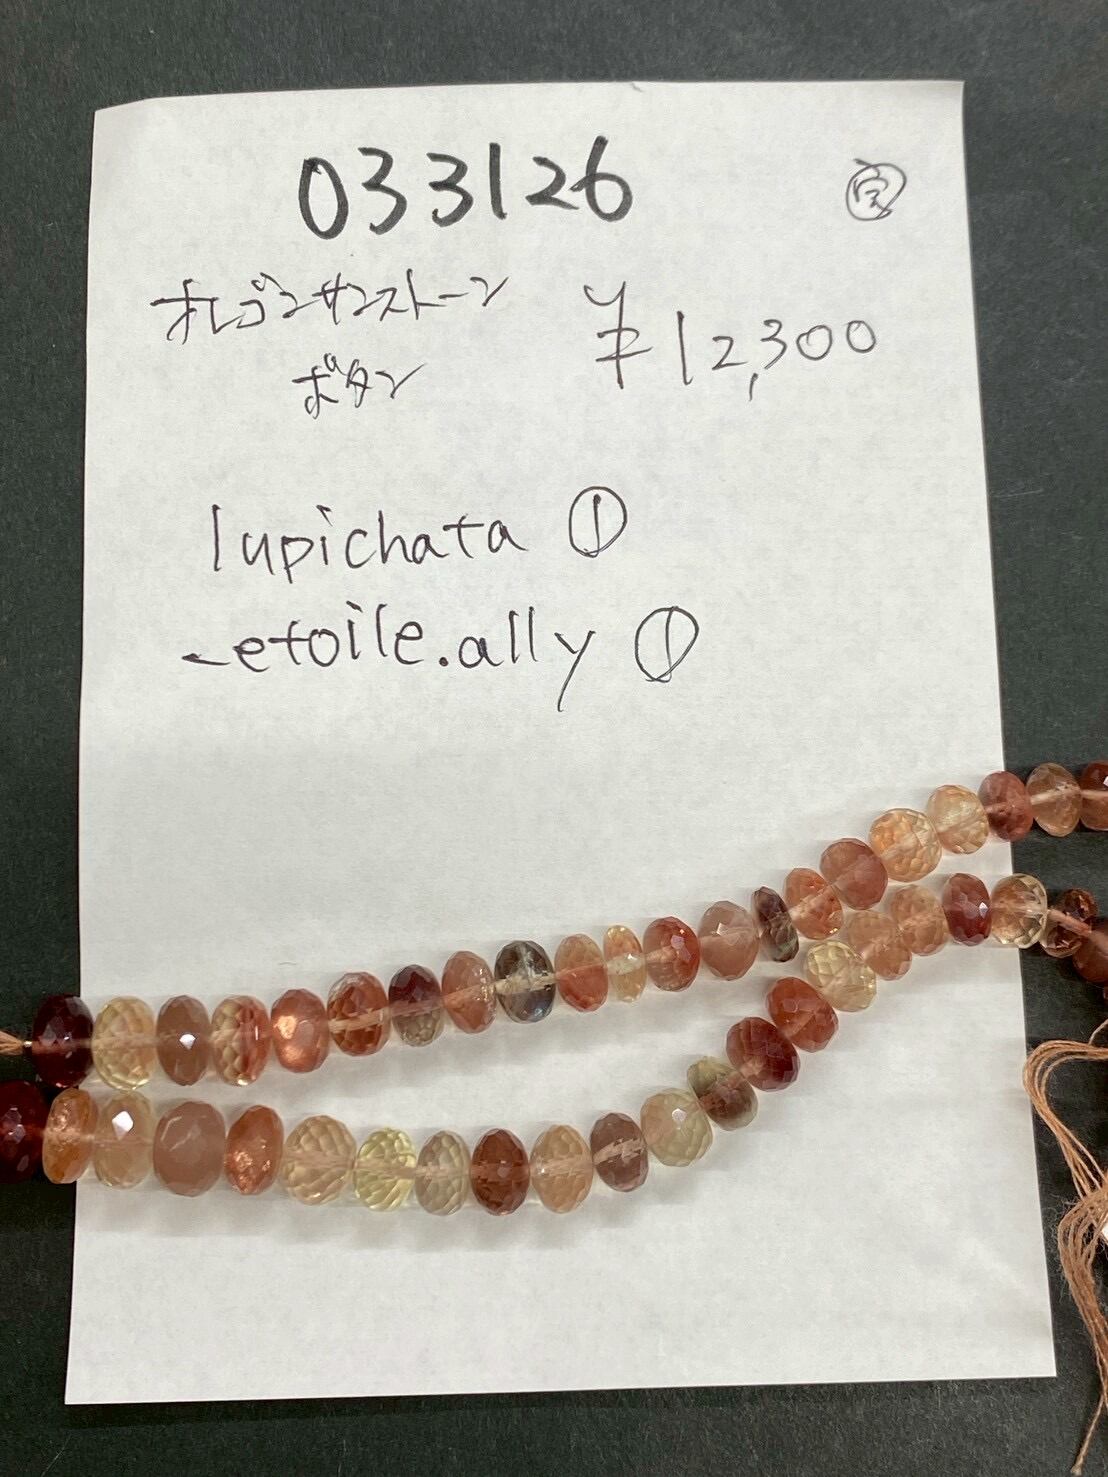 033126
オレゴンサンストーン ¥12,300
ボタン
lupichata ①
-etoile.ally ①